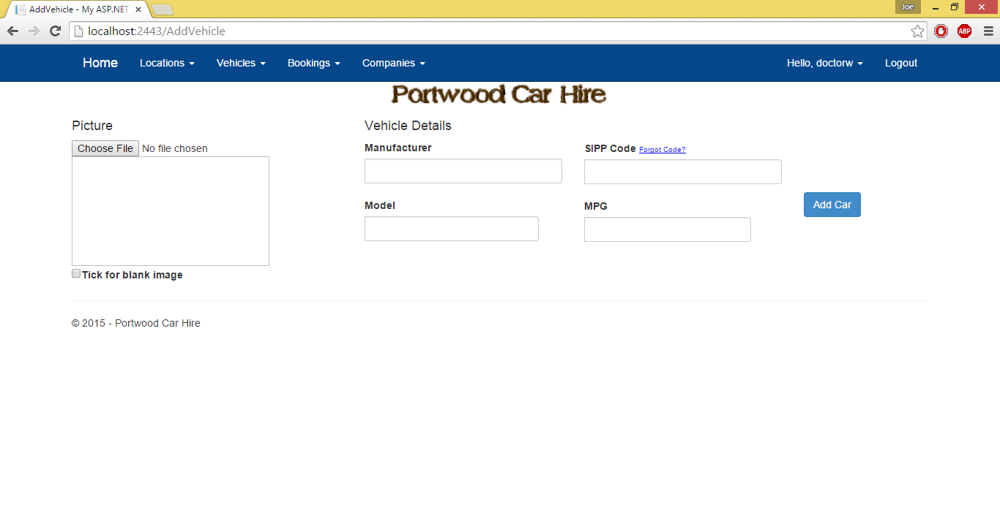 AddVehicle - My ASP.NET
Joe
localhost:2443/AddVehicle
ABP
Home Locations Vehicles Bookings Companies Hello, doctorw Logout
Portwood Car Hire
Picture
Choose File No file chosen
Tick for blank image
Vehicle Details
Manufacturer
SIPP Code Forgot Code?
Model
MPG
Add Car
© 2015 - Portwood Car Hire